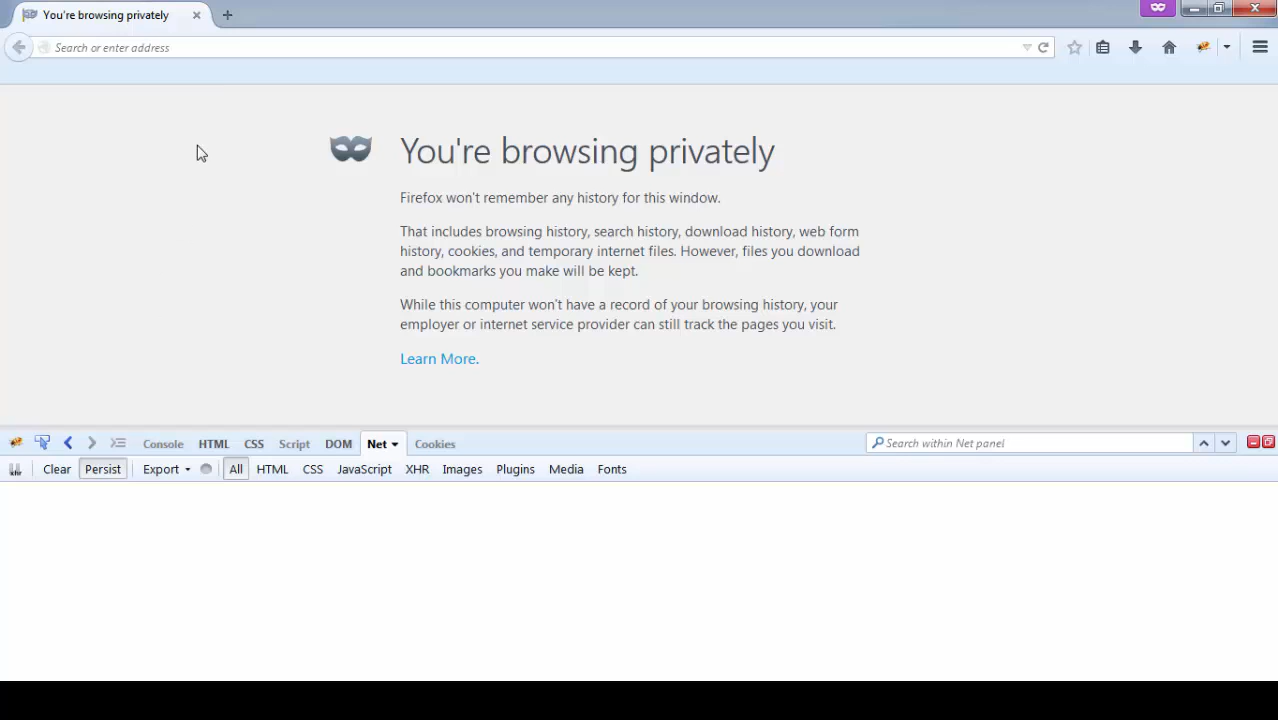 You're browsing privately
Search or enter address
You're browsing privately
Firefox won't remember any history for this window.
That includes browsing history, search history, download history, web form
history, cookies, and temporary internet files. However, files you download
and bookmarks you make will be kept.
While this computer won't have a record of your browsing history, your
employer or internet service provider can still track the pages you visit.
Learn More.
Console HTML CSS Script DOM Net Cookies Search within Net panel
Clear Persist Export All HTML CSS JavaScript XHR Images Plugins Media Fonts